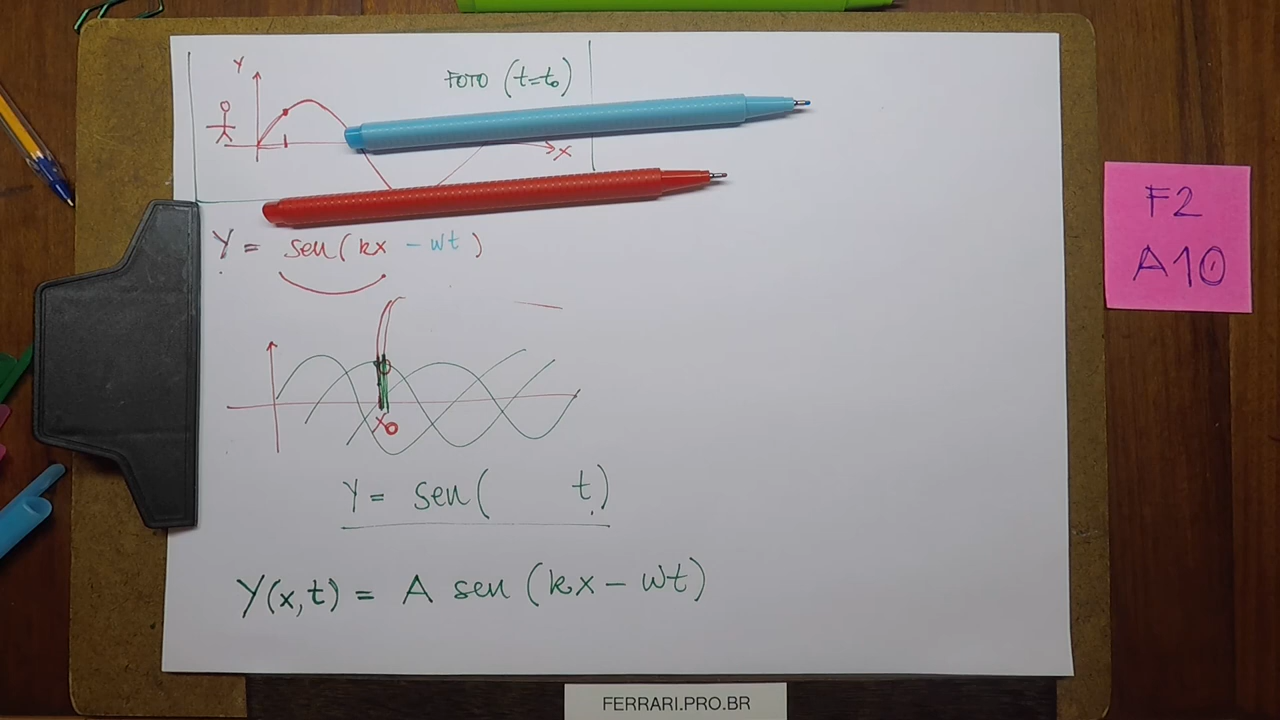 Y
FOTO (t=t₀)
X
Y = sen(kx - wt)
x₀
Y = sen( t)
Y(x,t) = A sen (kx - wt)
F2
A10
FERRARI.PRO.BR